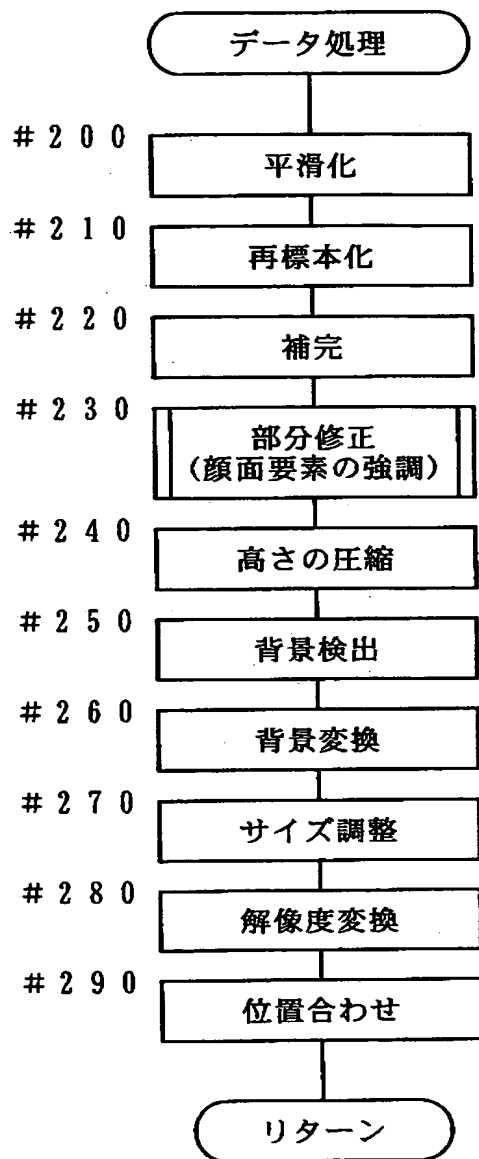 データ処理
#200
平滑化
#210
再標本化
#220
補完
#230
部分修正
(顔面要素の強調)
#240
高さの圧縮
#250
背景検出
#260
背景変換
#270
サイズ調整
#280
解像度変換
#290
位置合わせ
リターン